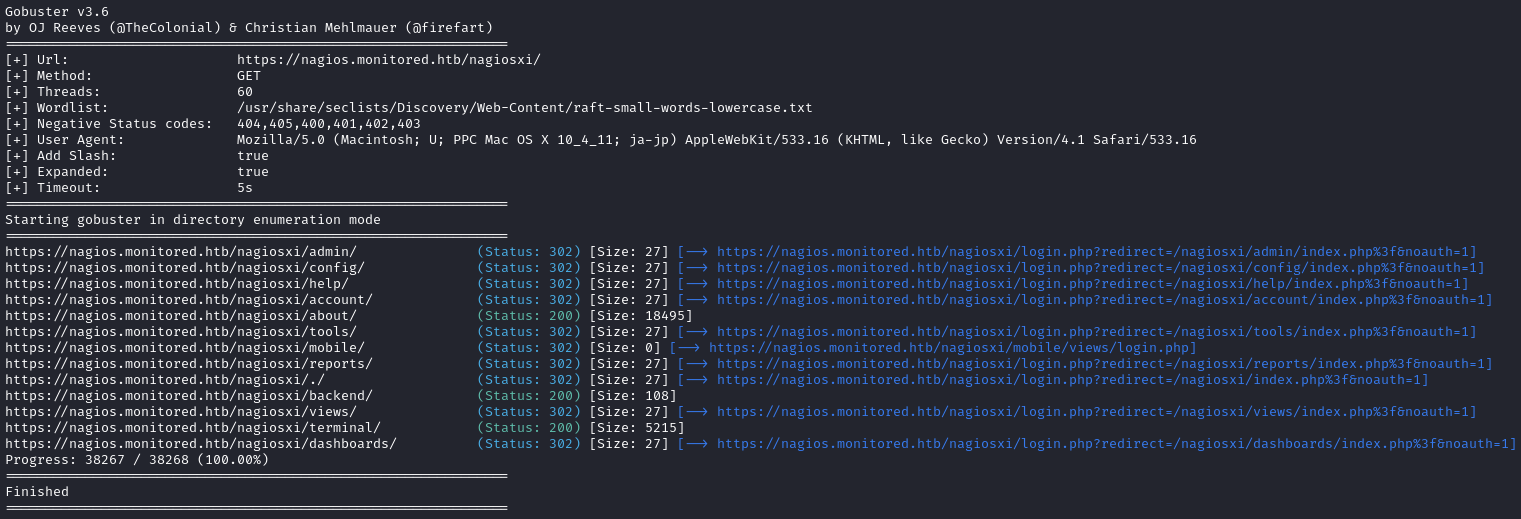 Gobuster v3.6
by OJ Reeves (@TheColonial) & Christian Mehlmauer (@firefart)
===============================================================
[+] Url:                     https://nagios.monitored.htb/nagiosxi/
[+] Method:                  GET
[+] Threads:                 60
[+] Wordlist:                /usr/share/seclists/Discovery/Web-Content/raft-small-words-lowercase.txt
[+] Negative Status codes:   404,405,400,401,402,403
[+] User Agent:              Mozilla/5.0 (Macintosh; U; PPC Mac OS X 10_4_11; ja-jp) AppleWebKit/533.16 (KHTML, like Gecko) Version/4.1 Safari/533.16
[+] Add Slash:               true
[+] Expanded:                true
[+] Timeout:                 5s
===============================================================
Starting gobuster in directory enumeration mode
===============================================================
https://nagios.monitored.htb/nagiosxi/admin/               (Status: 302) [Size: 27] [--> https://nagios.monitored.htb/nagiosxi/login.php?redirect=/nagiosxi/admin/index.php%3f&noauth=1]
https://nagios.monitored.htb/nagiosxi/config/              (Status: 302) [Size: 27] [--> https://nagios.monitored.htb/nagiosxi/login.php?redirect=/nagiosxi/config/index.php%3f&noauth=1]
https://nagios.monitored.htb/nagiosxi/help/                (Status: 302) [Size: 27] [--> https://nagios.monitored.htb/nagiosxi/login.php?redirect=/nagiosxi/help/index.php%3f&noauth=1]
https://nagios.monitored.htb/nagiosxi/account/             (Status: 302) [Size: 27] [--> https://nagios.monitored.htb/nagiosxi/login.php?redirect=/nagiosxi/account/index.php%3f&noauth=1]
https://nagios.monitored.htb/nagiosxi/about/               (Status: 200) [Size: 18495]
https://nagios.monitored.htb/nagiosxi/tools/               (Status: 302) [Size: 27] [--> https://nagios.monitored.htb/nagiosxi/login.php?redirect=/nagiosxi/tools/index.php%3f&noauth=1]
https://nagios.monitored.htb/nagiosxi/mobile/              (Status: 302) [Size: 0] [--> https://nagios.monitored.htb/nagiosxi/mobile/views/login.php]
https://nagios.monitored.htb/nagiosxi/reports/             (Status: 302) [Size: 27] [--> https://nagios.monitored.htb/nagiosxi/login.php?redirect=/nagiosxi/reports/index.php%3f&noauth=1]
https://nagios.monitored.htb/nagiosxi/./                   (Status: 302) [Size: 27] [--> https://nagios.monitored.htb/nagiosxi/login.php?redirect=/nagiosxi/index.php%3f&noauth=1]
https://nagios.monitored.htb/nagiosxi/backend/             (Status: 200) [Size: 108]
https://nagios.monitored.htb/nagiosxi/views/               (Status: 302) [Size: 27] [--> https://nagios.monitored.htb/nagiosxi/login.php?redirect=/nagiosxi/views/index.php%3f&noauth=1]
https://nagios.monitored.htb/nagiosxi/terminal/            (Status: 200) [Size: 5215]
https://nagios.monitored.htb/nagiosxi/dashboards/          (Status: 302) [Size: 27] [--> https://nagios.monitored.htb/nagiosxi/login.php?redirect=/nagiosxi/dashboards/index.php%3f&noauth=1]
Progress: 38267 / 38268 (100.00%)
===============================================================
Finished
===============================================================